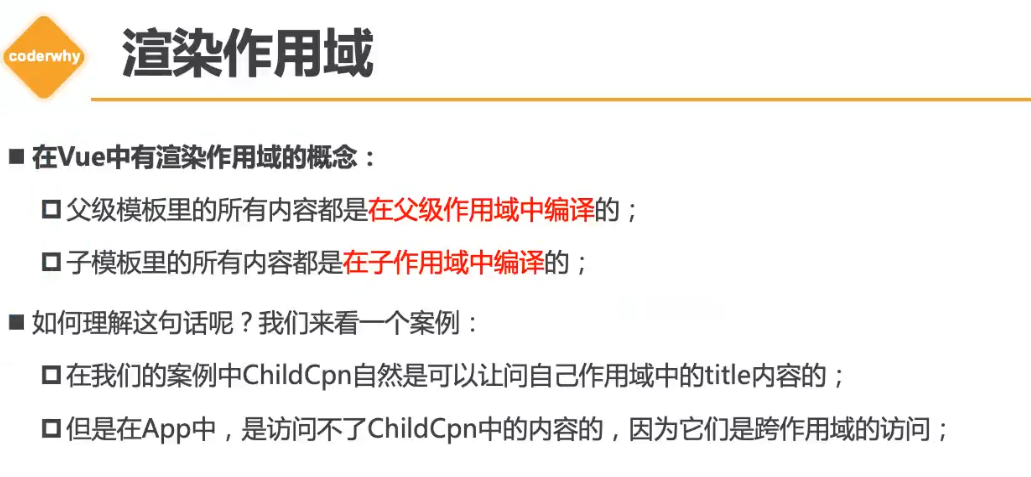 coderwhy
渲染作用域
在Vue中有渲染作用域的概念：
父级模板里的所有内容都是在父级作用域中编译的；
子模板里的所有内容都是在子作用域中编译的；
如何理解这句话呢？我们来看一个案例：
在我们的案例中ChildCpn自然是可以让问自己作用域中的title内容的；
但是在App中，是访问不了ChildCpn中的内容的，因为它们是跨作用域的访问；